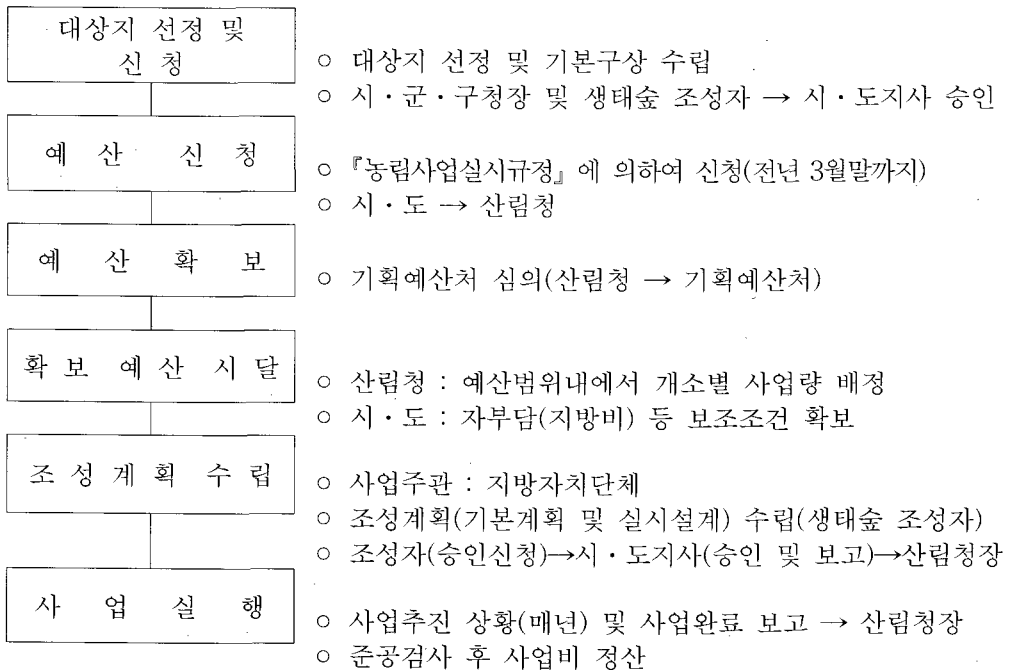 대상지 선정 및
신 청
○ 대상지 선정 및 기본구상 수립
○ 시·군·구청장 및 생태숲 조성자 → 시·도지사 승인
예 산 신 청
○ 『농림사업실시규정』에 의하여 신청(전년 3월말까지)
○ 시·도 → 산림청
예 산 확 보
○ 기획예산처 심의(산림청 → 기획예산처)
확 보 예 산 시 달
○ 산림청 : 예산범위내에서 개소별 사업량 배정
○ 시·도 : 자부담(지방비) 등 보조조건 확보
조 성 계 획 수 립
○ 사업주관 : 지방자치단체
○ 조성계획(기본계획 및 실시설계) 수립(생태숲 조성자)
○ 조성자(승인신청)→시·도지사(승인 및 보고)→산림청장
사 업 실 행
○ 사업추진 상황(매년) 및 사업완료 보고 → 산림청장
○ 준공검사 후 사업비 정산